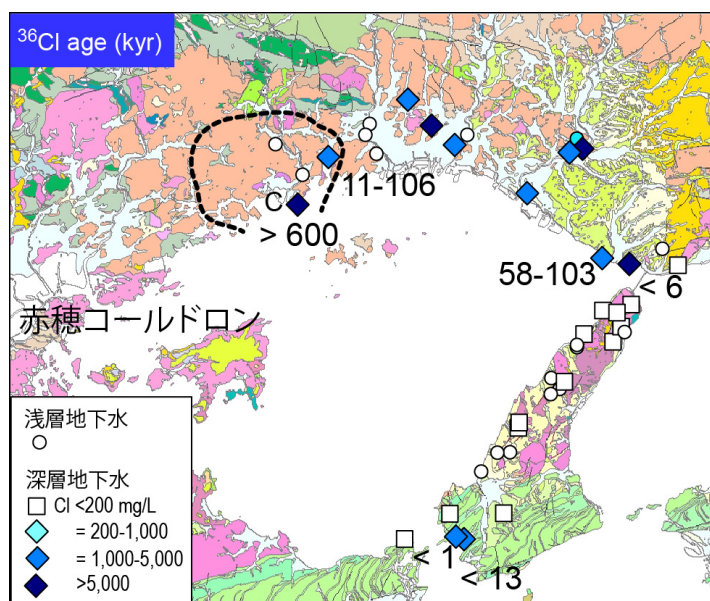 36Cl age (kyr)
11-106
C
> 600
58-103
< 6
赤穂コールドロン
浅層地下水
深層地下水
Cl <200 mg/L
= 200-1,000
= 1,000-5,000
>5,000
< 1
< 13